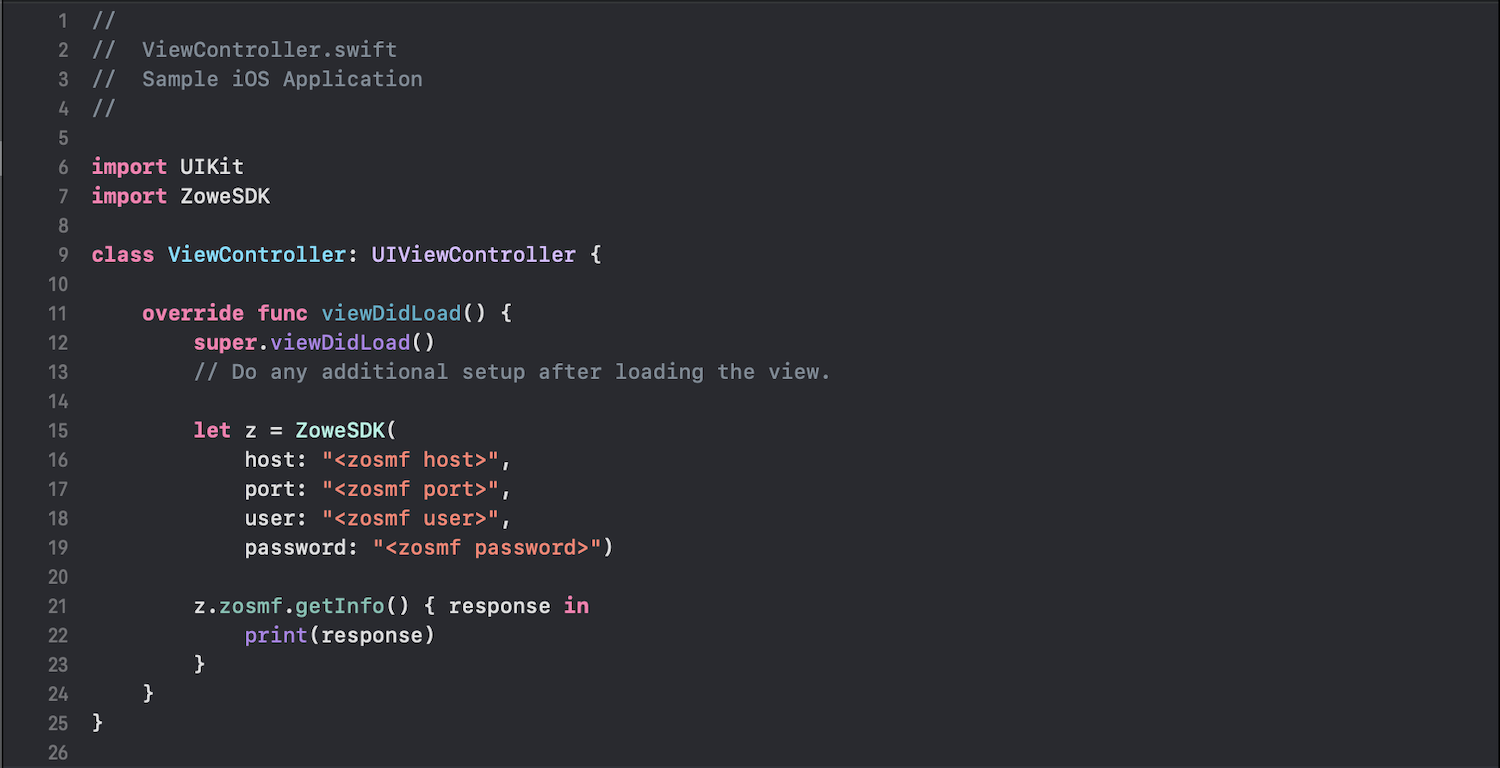 1 //
2 //  ViewController.swift
3 //  Sample iOS Application
4 //
5
6 import UIKit
7 import ZoweSDK
8
9 class ViewController: UIViewController {
10
11     override func viewDidLoad() {
12         super.viewDidLoad()
13         // Do any additional setup after loading the view.
14
15         let z = ZoweSDK(
16             host: "<zosmf host>",
17             port: "<zosmf port>",
18             user: "<zosmf user>",
19             password: "<zosmf password>")
20
21         z.zosmf.getInfo() { response in
22             print(response)
23         }
24     }
25 }
26